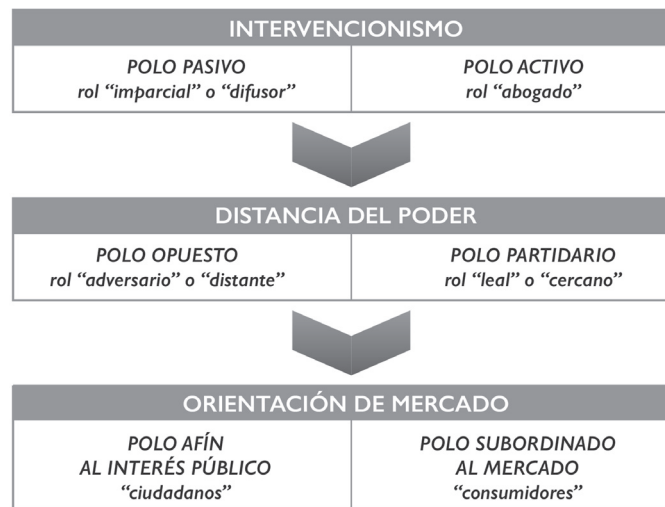 INTERVENCIONISMO
POLO PASIVO
rol “imparcial” o “difusor”
POLO ACTIVO
rol “abogado”
DISTANCIA DEL PODER
POLO OPUESTO
rol “adversario” o “distante”
POLO PARTIDARIO
rol “leal” o “cercano”
ORIENTACIÓN DE MERCADO
POLO AFÍN
AL INTERÉS PÚBLICO
“ciudadanos”
POLO SUBORDINADO
AL MERCADO
“consumidores”